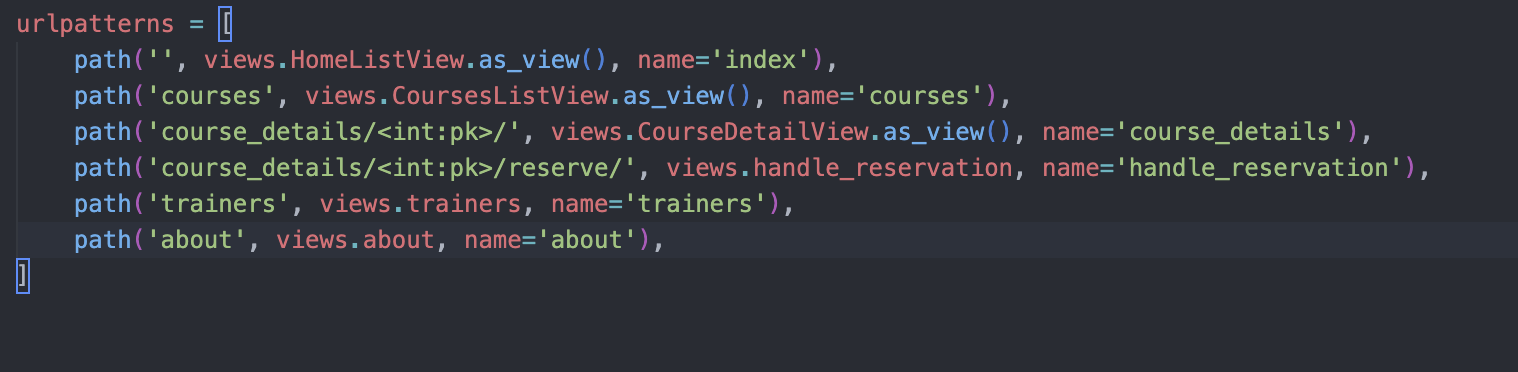 urlpatterns = [
    path('', views.HomeListView.as_view(), name='index'),
    path('courses', views.CoursesListView.as_view(), name='courses'),
    path('course_details/<int:pk>/', views.CourseDetailView.as_view(), name='course_details'),
    path('course_details/<int:pk>/reserve/', views.handle_reservation, name='handle_reservation'),
    path('trainers', views.trainers, name='trainers'),
    path('about', views.about, name='about'),
]